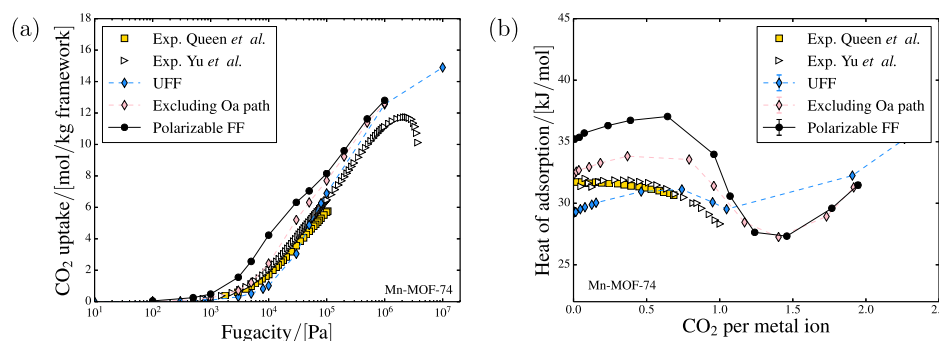 (a)
CO2 uptake/[mol/kg framework]
16
14
12
10
8
6
4
2
0
Exp. Queen et al.
Exp. Yu et al.
UFF
Excluding Oa path
Polarizable FF
Mn-MOF-74
10^1 10^2 10^3 10^4 10^5 10^6 10^7
Fugacity/[Pa]
(b)
Heat of adsorption/[kJ/mol]
45
40
35
30
25
Exp. Queen et al.
Exp. Yu et al.
UFF
Excluding Oa path
Polarizable FF
Mn-MOF-74
0.0 0.5 1.0 1.5 2.0 2.5
CO2 per metal ion